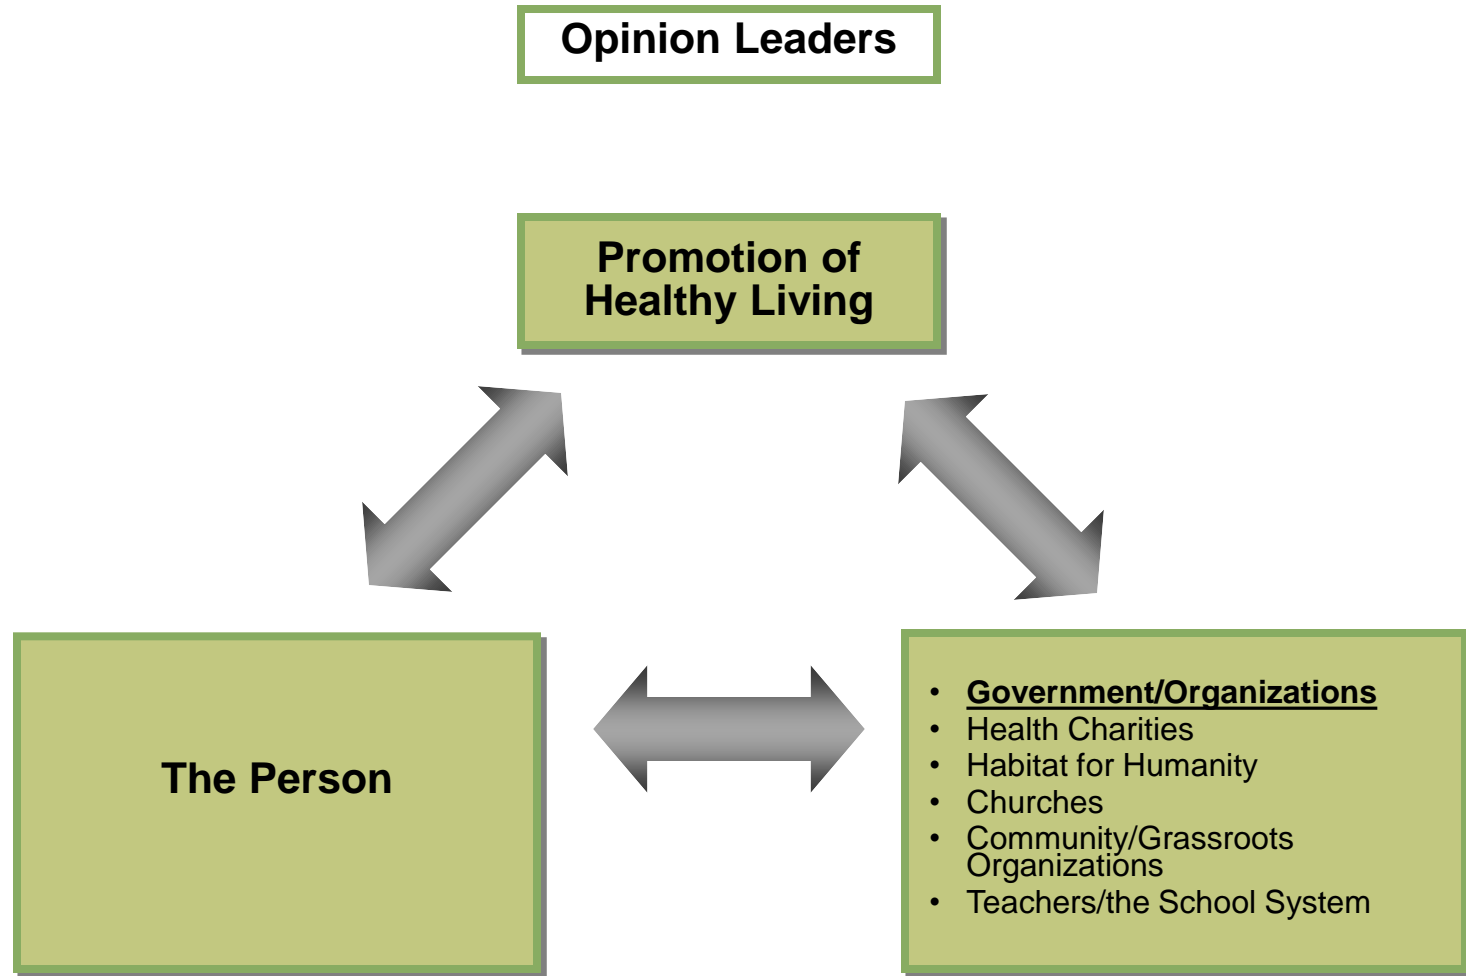 Opinion Leaders
Promotion of
Healthy Living
The Person
• Government/Organizations
• Health Charities
• Habitat for Humanity
• Churches
• Community/Grassroots
Organizations
• Teachers/the School System